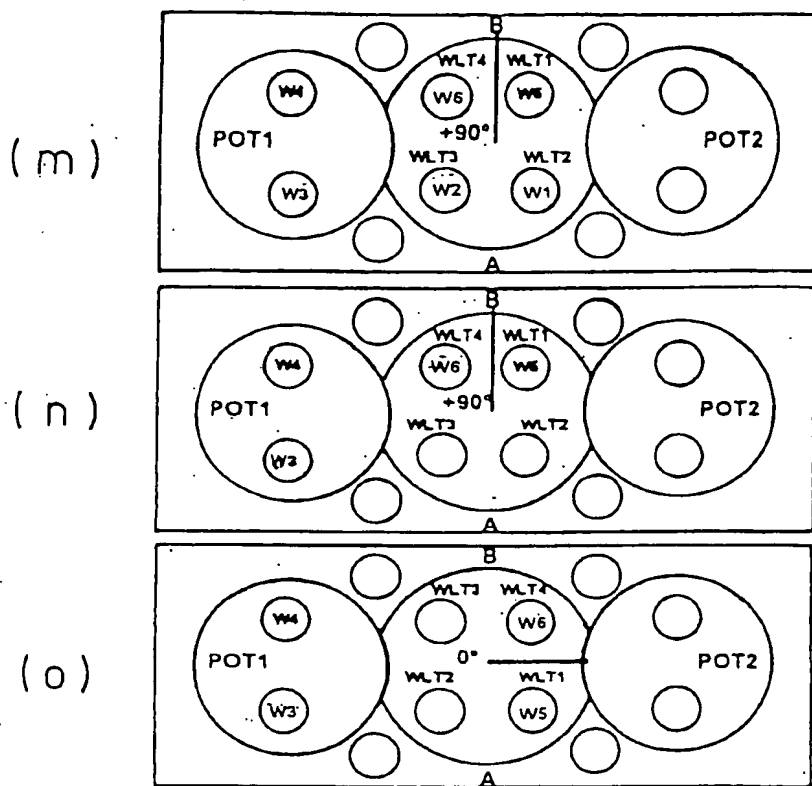 (m)
B
WLT4 WLT1
W4 W6 W5
+90°
POT1 POT2
WLT3 WLT2
W3 W2 W1
A
(n)
B
WLT4 WLT1
W4 W6 W5
+90°
POT1 POT2
WLT3 WLT2
W3
A
(o)
B
WLT3 WLT4
W4 W6
0°
POT1 POT2
WLT2 WLT1
W3 W5
A